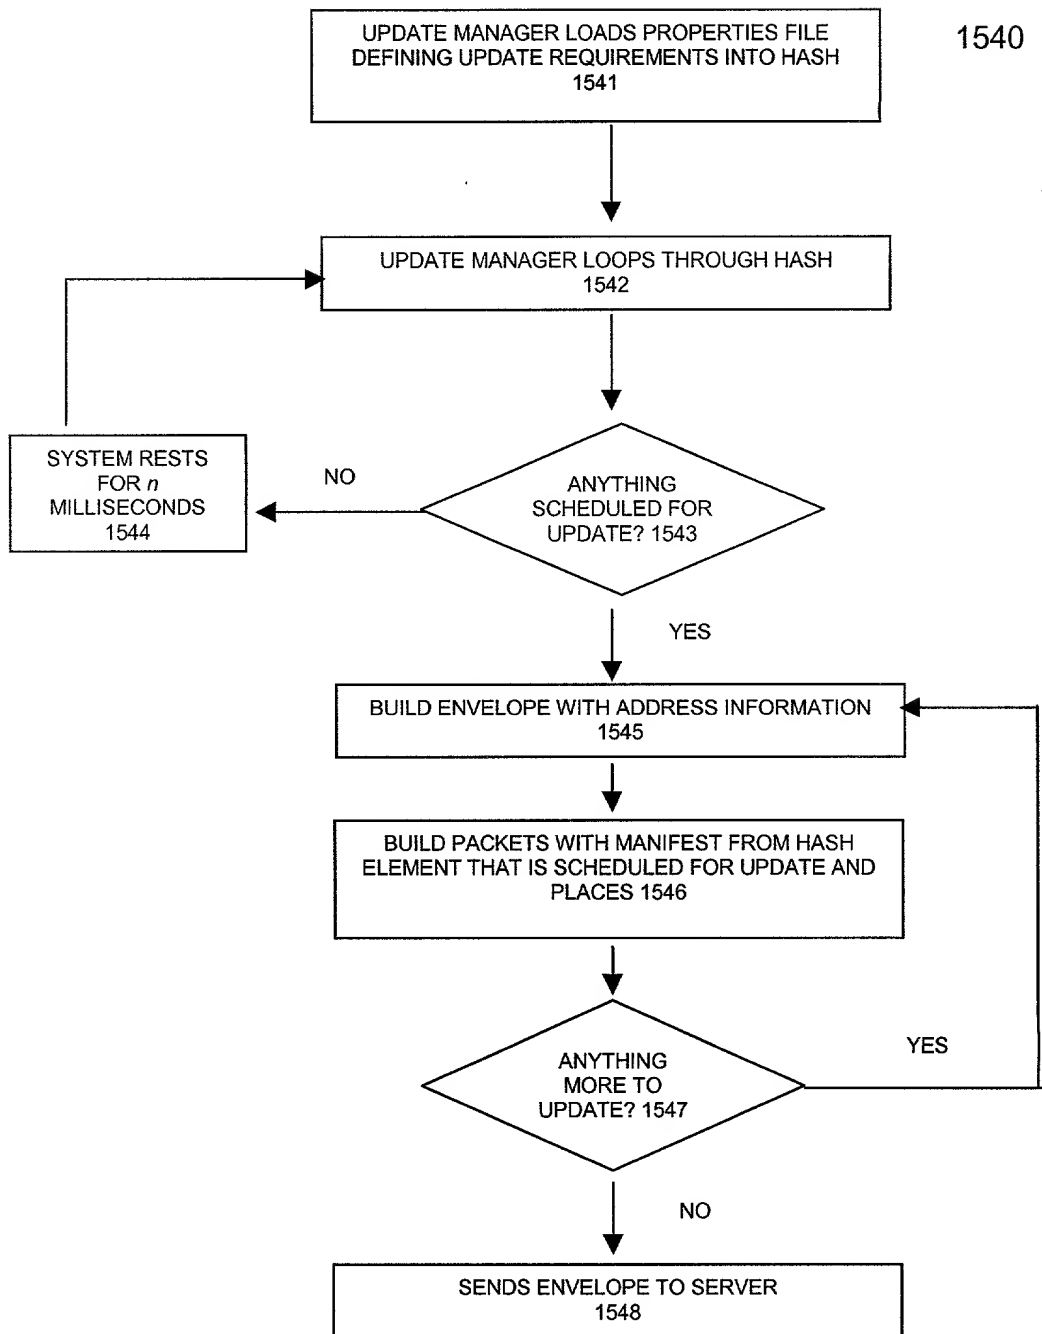 1540
UPDATE MANAGER LOADS PROPERTIES FILE
DEFINING UPDATE REQUIREMENTS INTO HASH
1541
UPDATE MANAGER LOOPS THROUGH HASH
1542
SYSTEM RESTS
FOR n
MILLISECONDS
1544
NO
ANYTHING
SCHEDULED FOR
UPDATE? 1543
YES
BUILD ENVELOPE WITH ADDRESS INFORMATION
1545
BUILD PACKETS WITH MANIFEST FROM HASH
ELEMENT THAT IS SCHEDULED FOR UPDATE AND
PLACES 1546
ANYTHING
MORE TO
UPDATE? 1547
YES
NO
SENDS ENVELOPE TO SERVER
1548